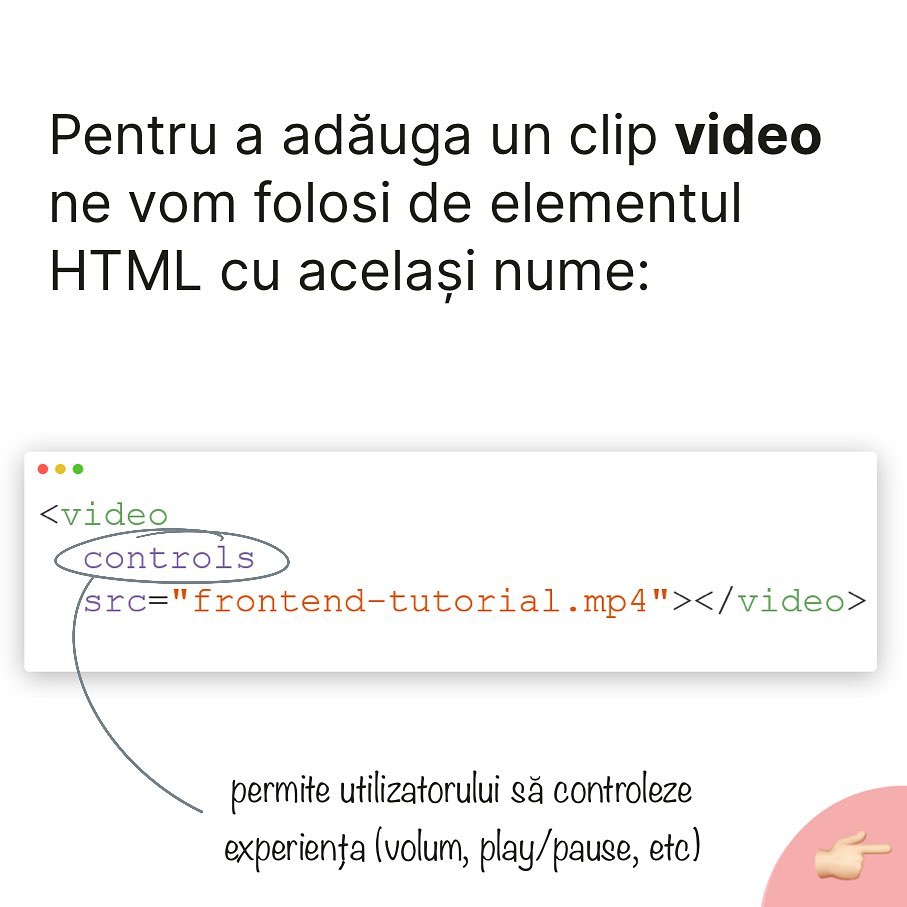 Pentru a adăuga un clip video
ne vom folosi de elementul
HTML cu același nume:
<video
controls
src="frontend-tutorial.mp4"></video>
permite utilizatorului să controleze
experiența (volum, play/pause, etc)